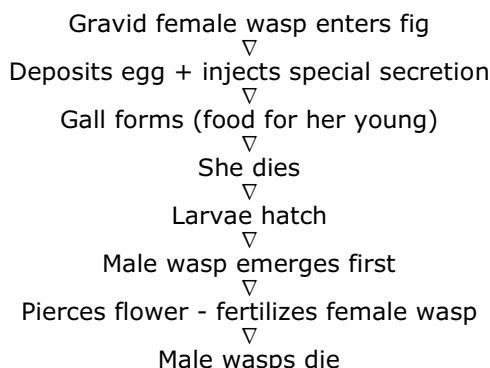 Gravid female wasp enters fig
∇
Deposits egg + injects special secretion
∇
Gall forms (food for her young)
∇
She dies
∇
Larvae hatch
∇
Male wasp emerges first
∇
Pierces flower - fertilizes female wasp
∇
Male wasps die